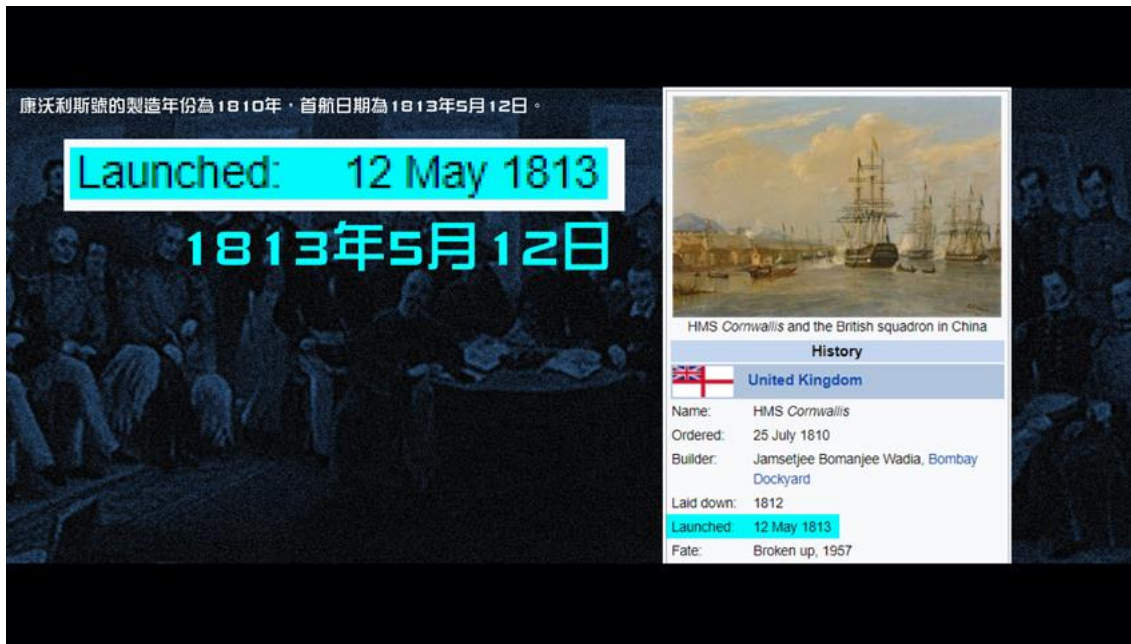 康沃利斯號的製造年份為1810年，首航日期為1813年5月12日。
Launched: 12 May 1813
1813年5月12日
HMS Cornwallis and the British squadron in China
History
United Kingdom
Name: HMS Cornwallis
Ordered: 25 July 1810
Builder: Jamsetjee Bomanjee Wadia, Bombay
Dockyard
Laid down: 1812
Launched: 12 May 1813
Fate: Broken up, 1957